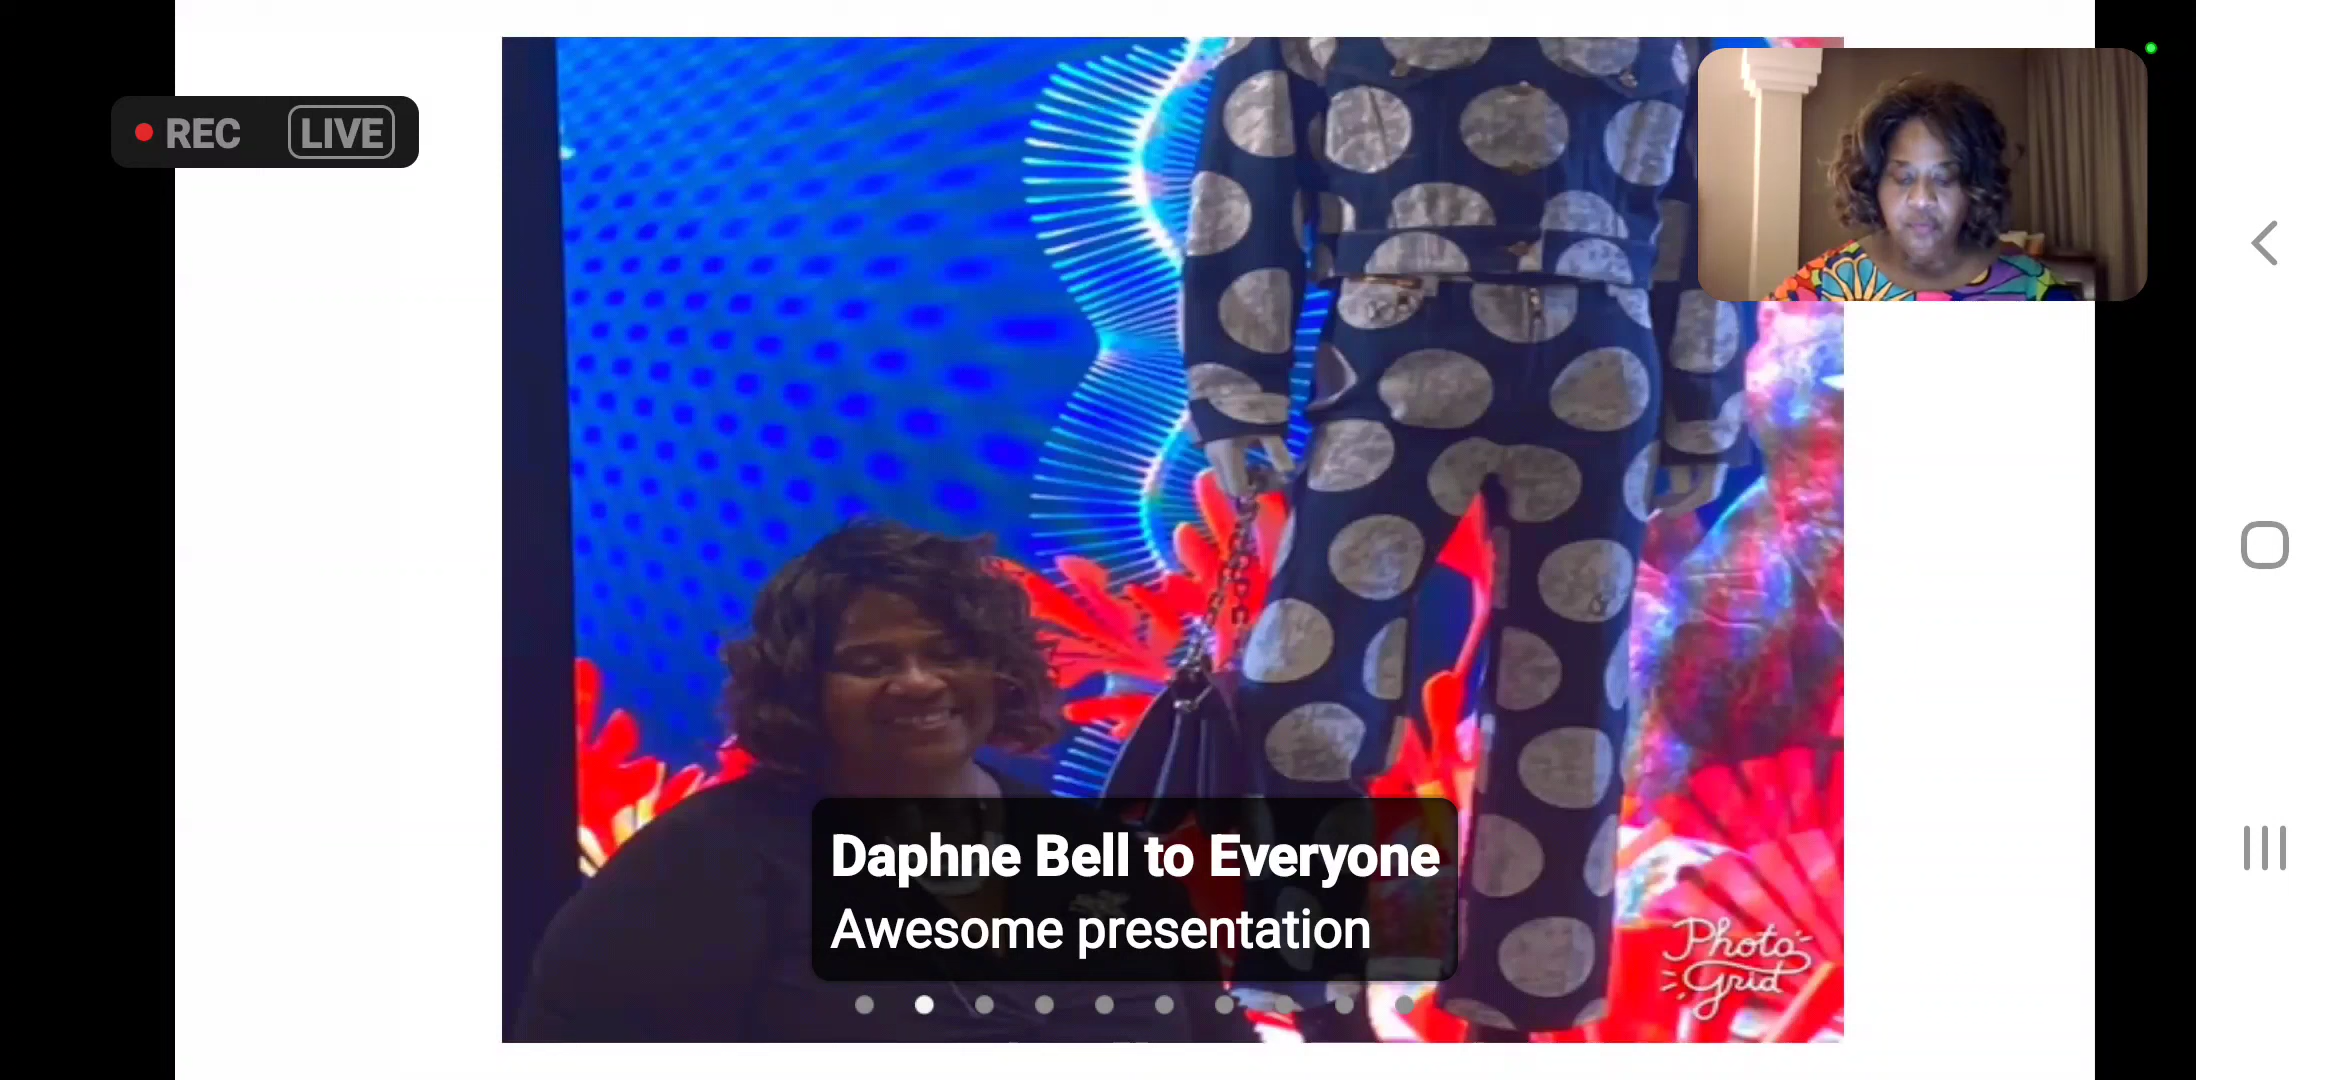 REC LIVE
Daphne Bell to Everyone
Awesome presentation
Photo
Grid